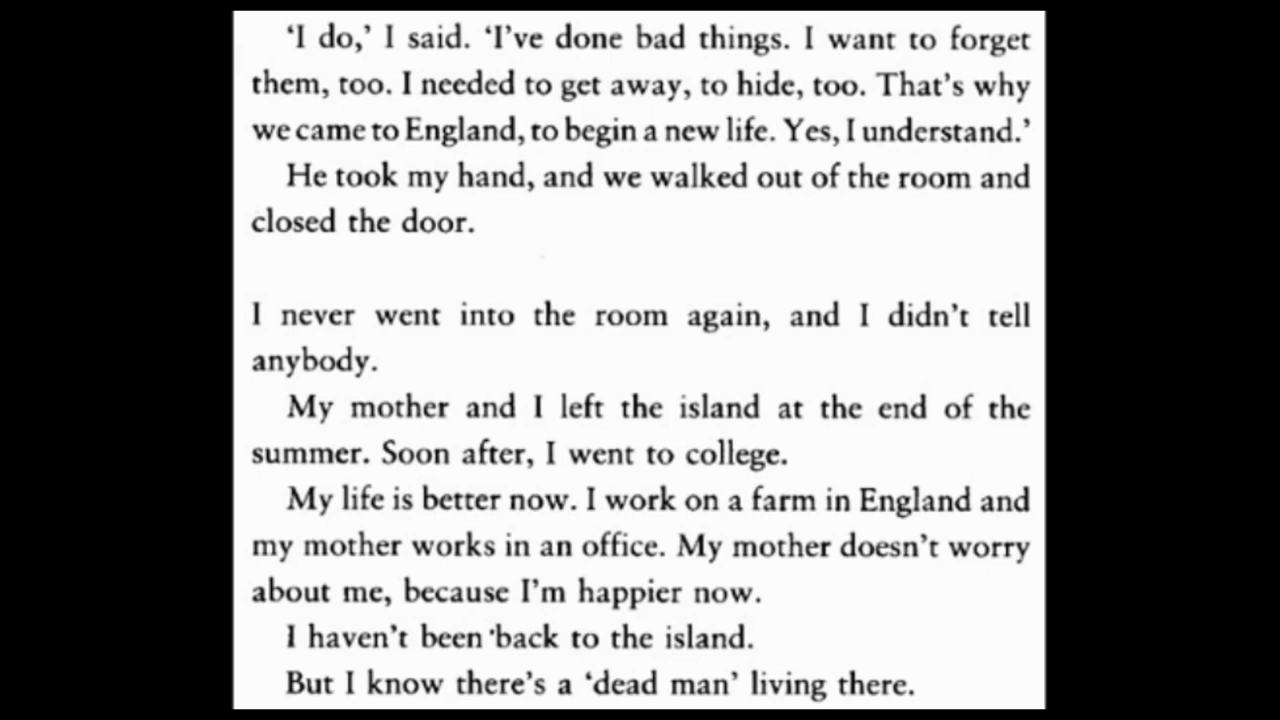 ‘I do,’ I said. ‘I’ve done bad things. I want to forget
them, too. I needed to get away, to hide, too. That’s why
we came to England, to begin a new life. Yes, I understand.’
He took my hand, and we walked out of the room and
closed the door.
I never went into the room again, and I didn’t tell
anybody.
My mother and I left the island at the end of the
summer. Soon after, I went to college.
My life is better now. I work on a farm in England and
my mother works in an office. My mother doesn’t worry
about me, because I’m happier now.
I haven’t been back to the island.
But I know there’s a ‘dead man’ living there.